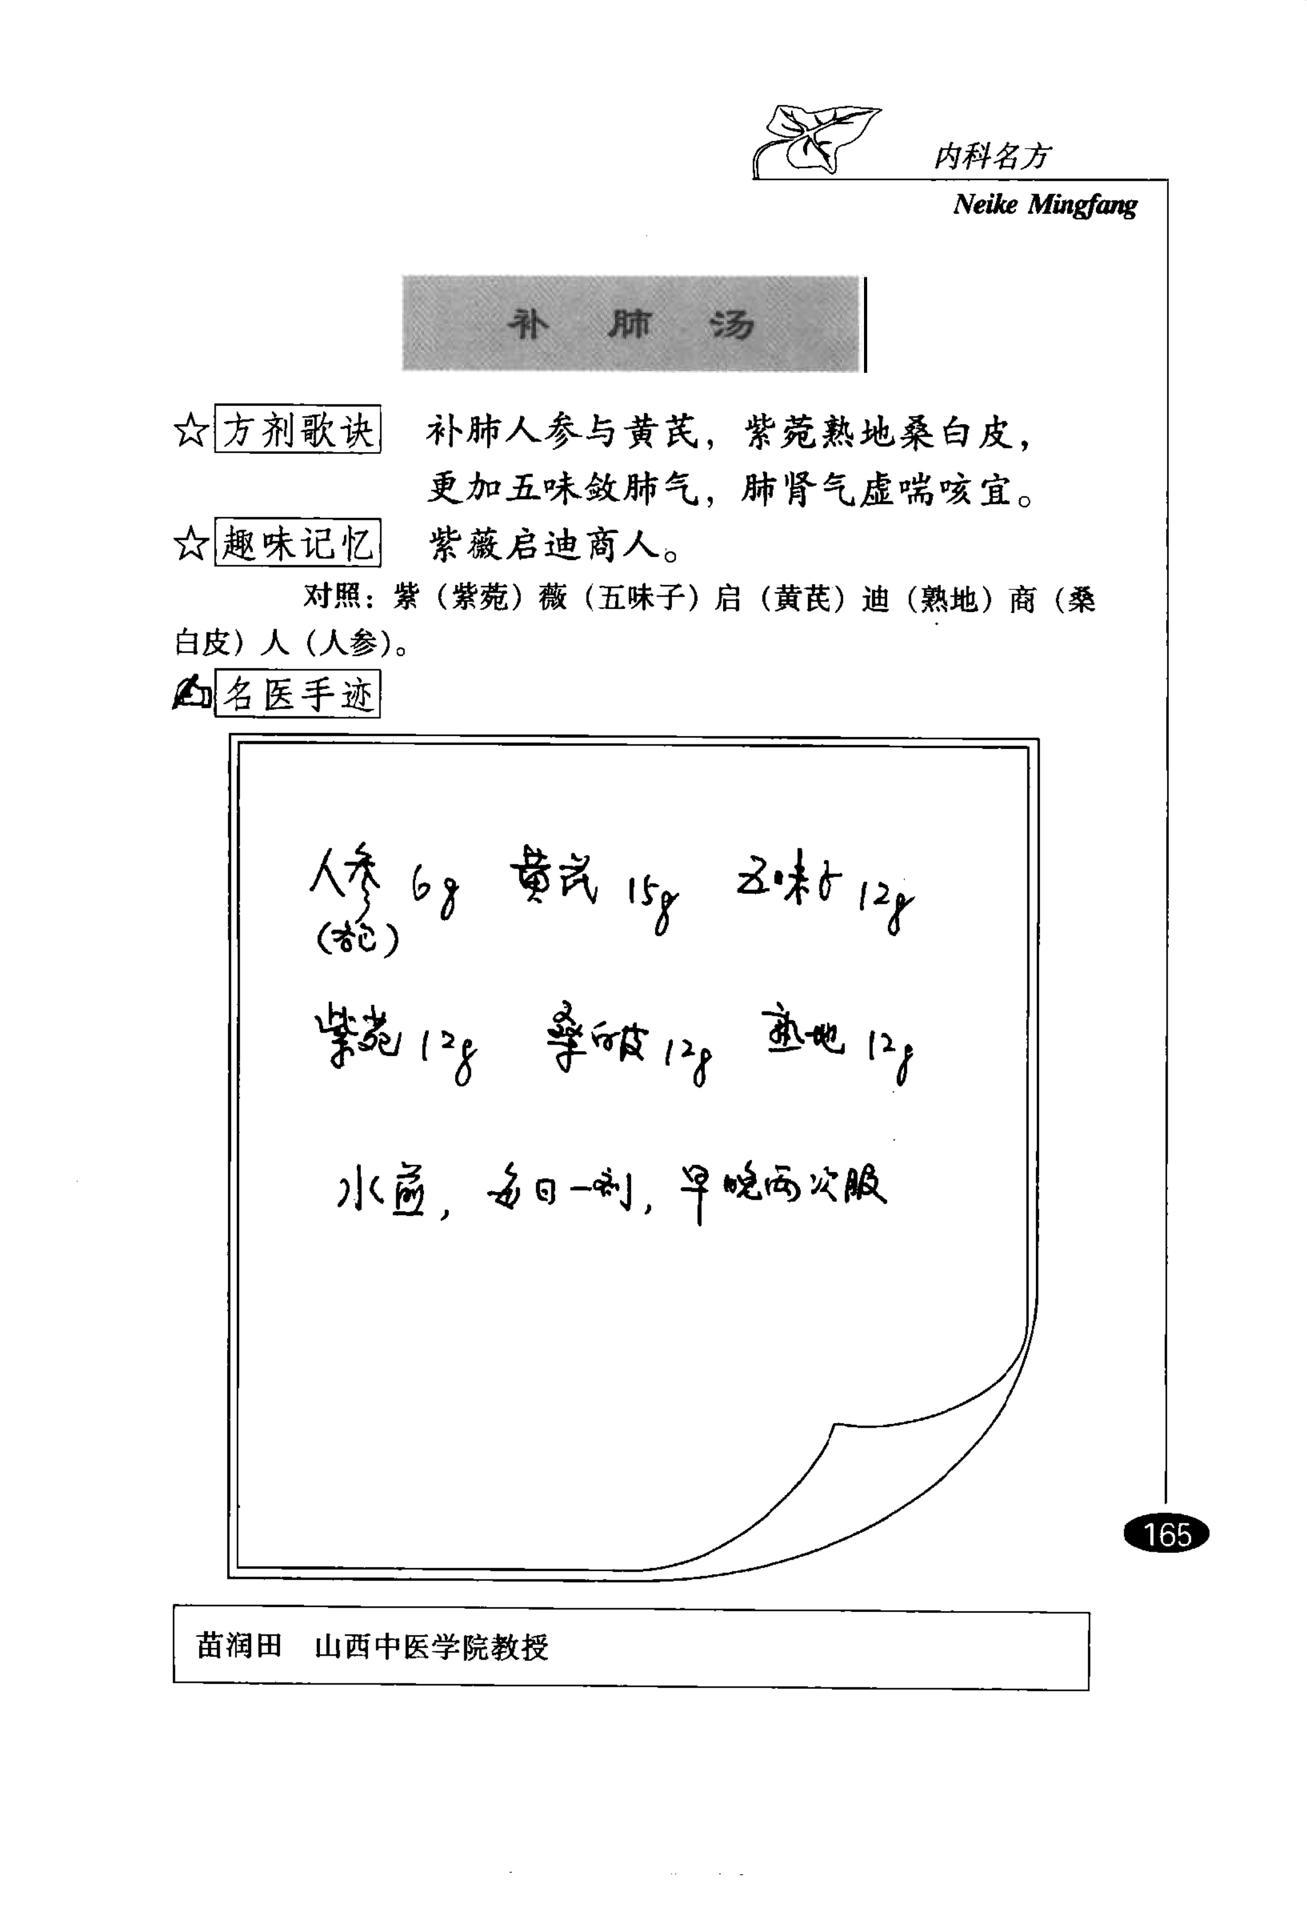 内科名方
Neike Mingfang
补肺汤
☆方剂歌诀 补肺人参与黄芪，紫菀熟地桑白皮，
更加五味敛肺气，肺肾气虚喘咳宜。
☆趣味记忆 紫薇启迪商人。
对照：紫（紫菀）薇（五味子）启（黄芪）迪（熟地）商（桑
白皮）人（人参）。
名医手迹
人参 6g 黄芪 15g 五味子 12g
紫菀 12g 桑白皮 12g 熟地 12g
水煎，每日一剂，早晚两次服
165
苗润田 山西中医学院教授